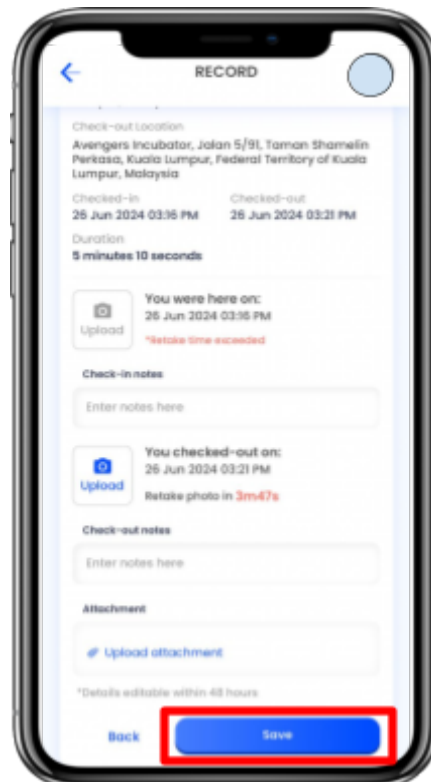 RECORD
Check-out Location
Avengers Incubator, Jalan 5/91, Taman Shamelin
Perkasa, Kuala Lumpur, Federal Territory of Kuala
Lumpur, Malaysia
Checked-in Checked-out
26 Jun 2024 03:16 PM 26 Jun 2024 03:21 PM
Duration
5 minutes 10 seconds
You were here on:
26 Jun 2024 03:16 PM
Upload
*Retake time exceeded
Check-in notes
Enter notes here
You checked-out on:
26 Jun 2024 03:21 PM
Upload
Retake photo in 3m47s
Check-out notes
Enter notes here
Attachment
Upload attachment
*Details editable within 48 hours
Back Save